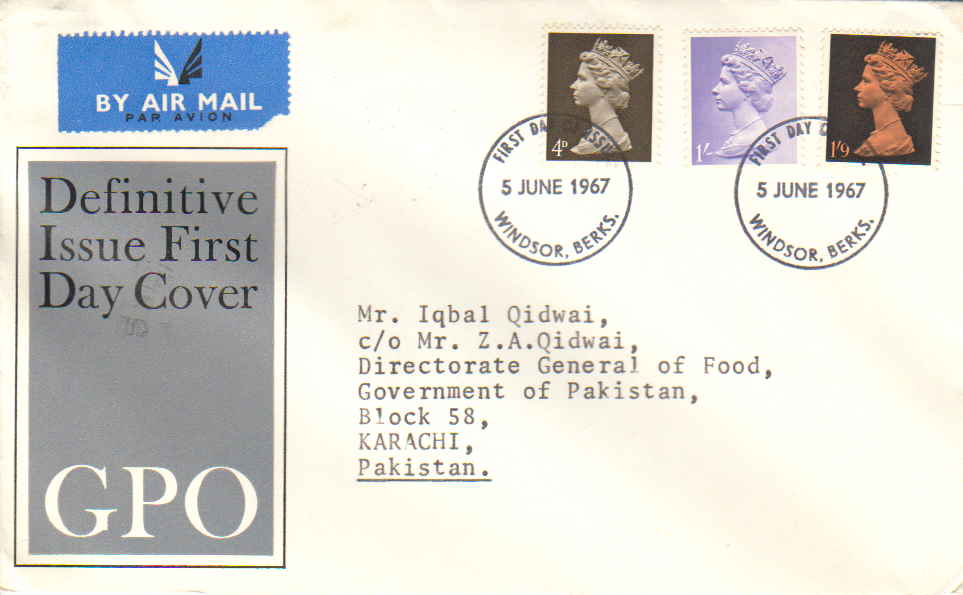 BY AIR MAIL
PAR AVION
Definitive
Issue First
Day Cover
GPO
4D
1/-
1/9
FIRST DAY OF ISSUE
5 JUNE 1967
WINDSOR, BERKS.
FIRST DAY
5 JUNE 1967
WINDSOR, BERKS.
Mr. Iqbal Qidwai,
c/o Mr. Z.A.Qidwai,
Directorate General of Food,
Government of Pakistan,
Block 58,
KARACHI,
Pakistan.